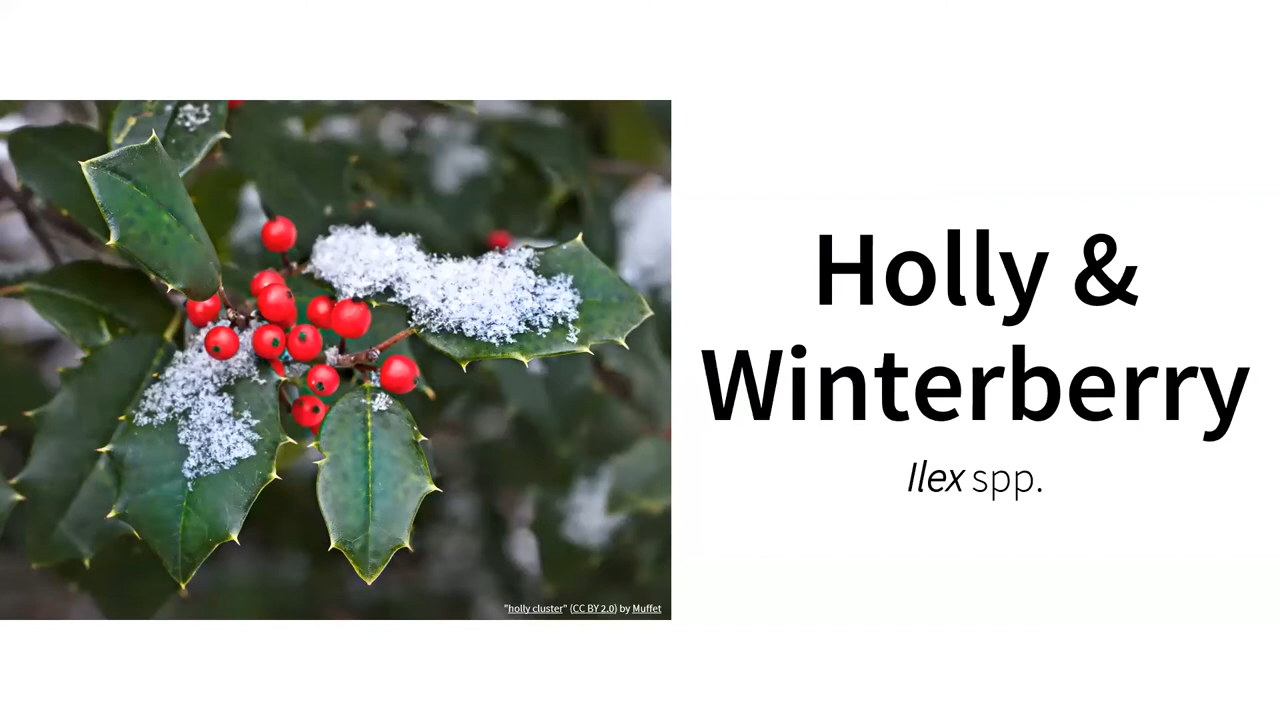 Holly &
Winterberry
Ilex spp.
"holly cluster" (CC BY 2.0) by Muffet